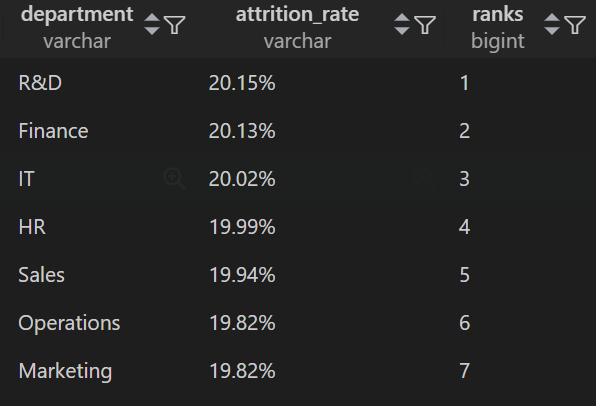 department attrition_rate ranks
varchar varchar bigint
R&D 20.15% 1
Finance 20.13% 2
IT 20.02% 3
HR 19.99% 4
Sales 19.94% 5
Operations 19.82% 6
Marketing 19.82% 7